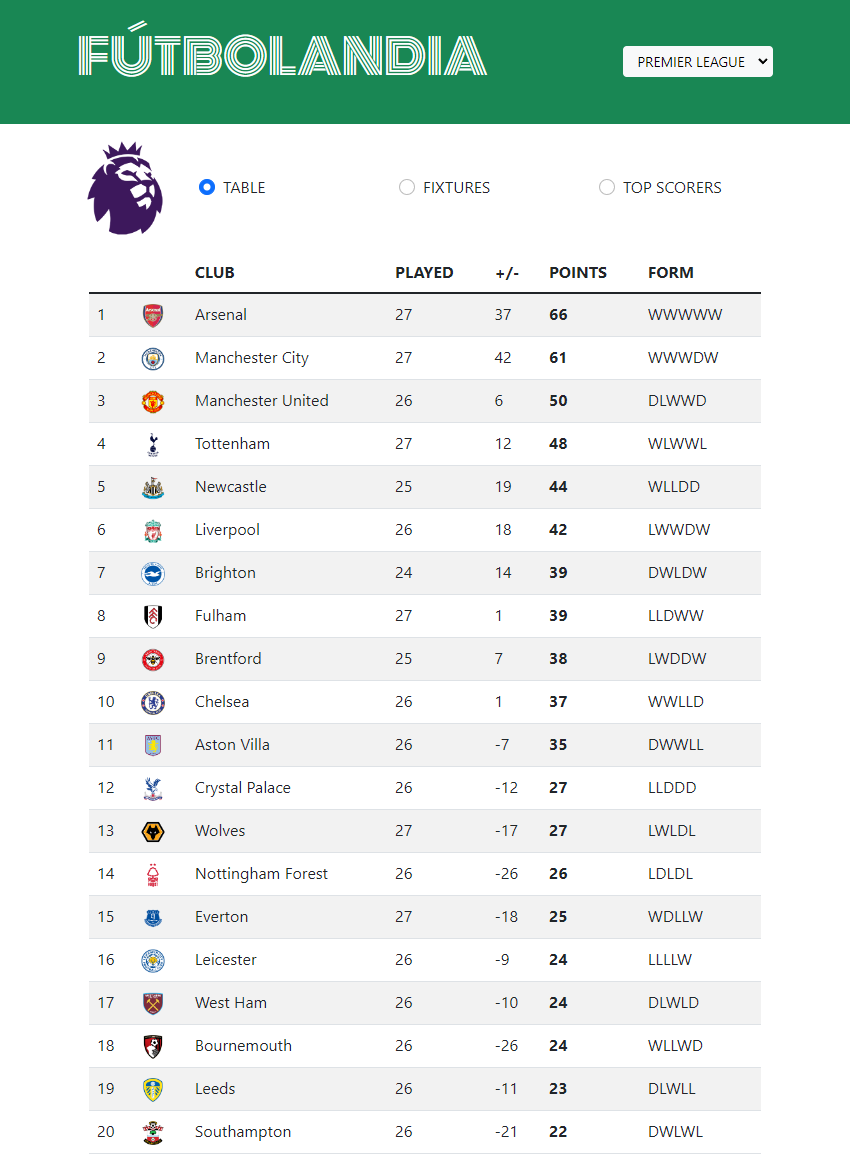 FÚTBOLANDIA
PREMIER LEAGUE
TABLE FIXTURES TOP SCORERS
CLUB PLAYED +/- POINTS FORM
1 Arsenal 27 37 66 WWWWW
2 Manchester City 27 42 61 WWWDW
3 Manchester United 26 6 50 DLWWD
4 Tottenham 27 12 48 WLWWL
5 Newcastle 25 19 44 WLLDD
6 Liverpool 26 18 42 LWWDW
7 Brighton 24 14 39 DWLDW
8 Fulham 27 1 39 LLDWW
9 Brentford 25 7 38 LWDDW
10 Chelsea 26 1 37 WWLLD
11 Aston Villa 26 -7 35 DWWLL
12 Crystal Palace 26 -12 27 LLDDD
13 Wolves 27 -17 27 LWLDL
14 Nottingham Forest 26 -26 26 LDLDL
15 Everton 27 -18 25 WDLLW
16 Leicester 26 -9 24 LLLLW
17 West Ham 26 -10 24 DLWLD
18 Bournemouth 26 -26 24 WLLWD
19 Leeds 26 -11 23 DLWLL
20 Southampton 26 -21 22 DWLWL